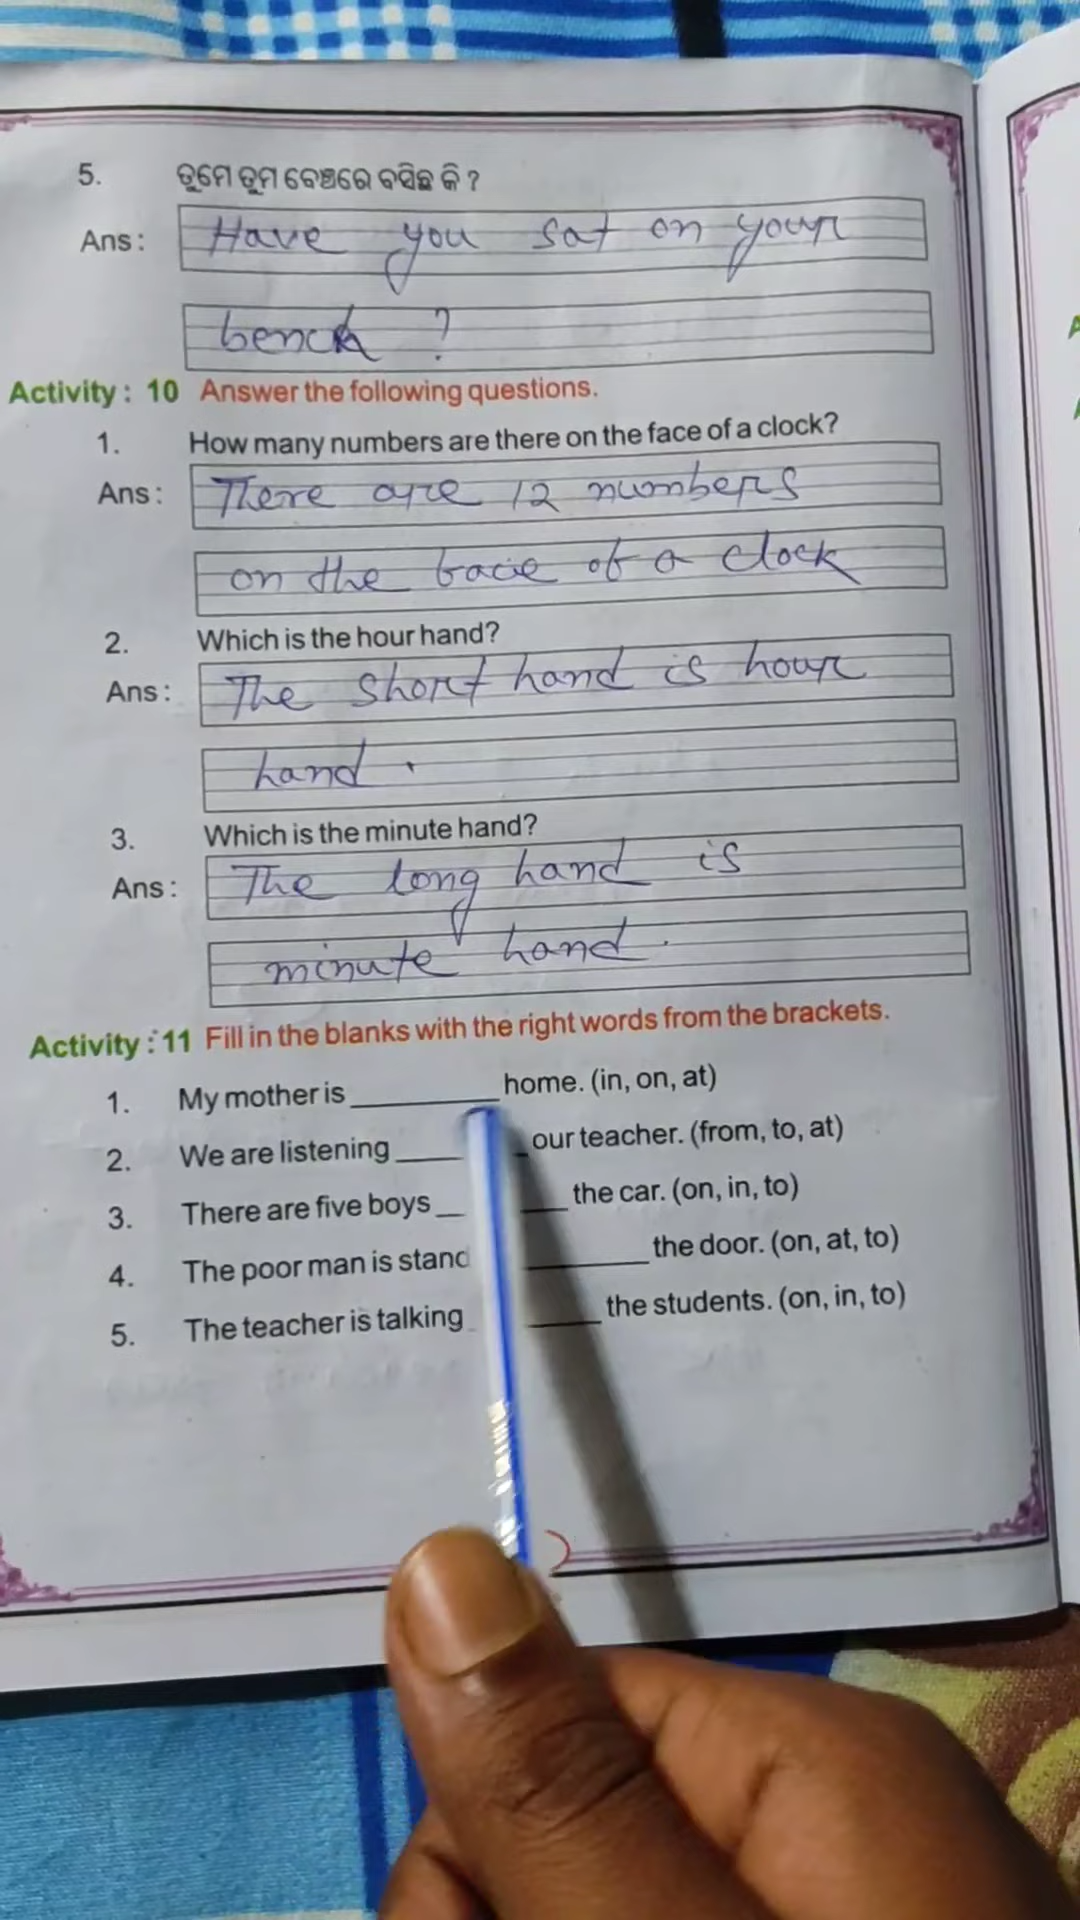 5. ତୁମେ ତୁମ ବେଞ୍ଚରେ ବସିଛ କି ?
Ans : Have you sat on your
bench ?
Activity : 10 Answer the following questions.
1. How many numbers are there on the face of a clock?
Ans : There are 12 numbers
on the face of a clock
2. Which is the hour hand?
Ans : The short hand is hour
hand .
3. Which is the minute hand?
Ans : The long hand is
minute hand .
Activity : 11 Fill in the blanks with the right words from the brackets.
1. My mother is ________ home. (in, on, at)
2. We are listening ________ our teacher. (from, to, at)
3. There are five boys ________ the car. (on, in, to)
4. The poor man is stand ________ the door. (on, at, to)
5. The teacher is talking ________ the students. (on, in, to)